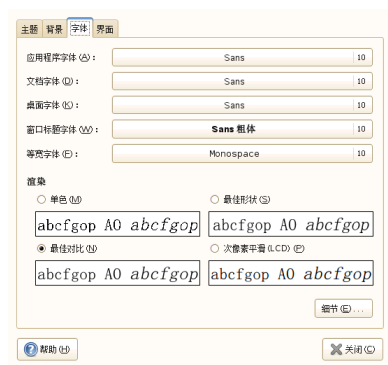 主题 背景 字体 界面
应用程序字体(A)： Sans 10
文档字体(D)： Sans 10
桌面字体(K)： Sans 10
窗口标题字体(W)： Sans 粗体 10
等宽字体(F)： Monospace 10
渲染
单色(M) 最佳形状(S)
abcfgop AO abcfgop abcfgop AO abcfgop
最佳对比(N) 次像素平滑(LCD)(P)
abcfgop AO abcfgop abcfgop AO abcfgop
细节(E)...
帮助(H) 关闭(C)